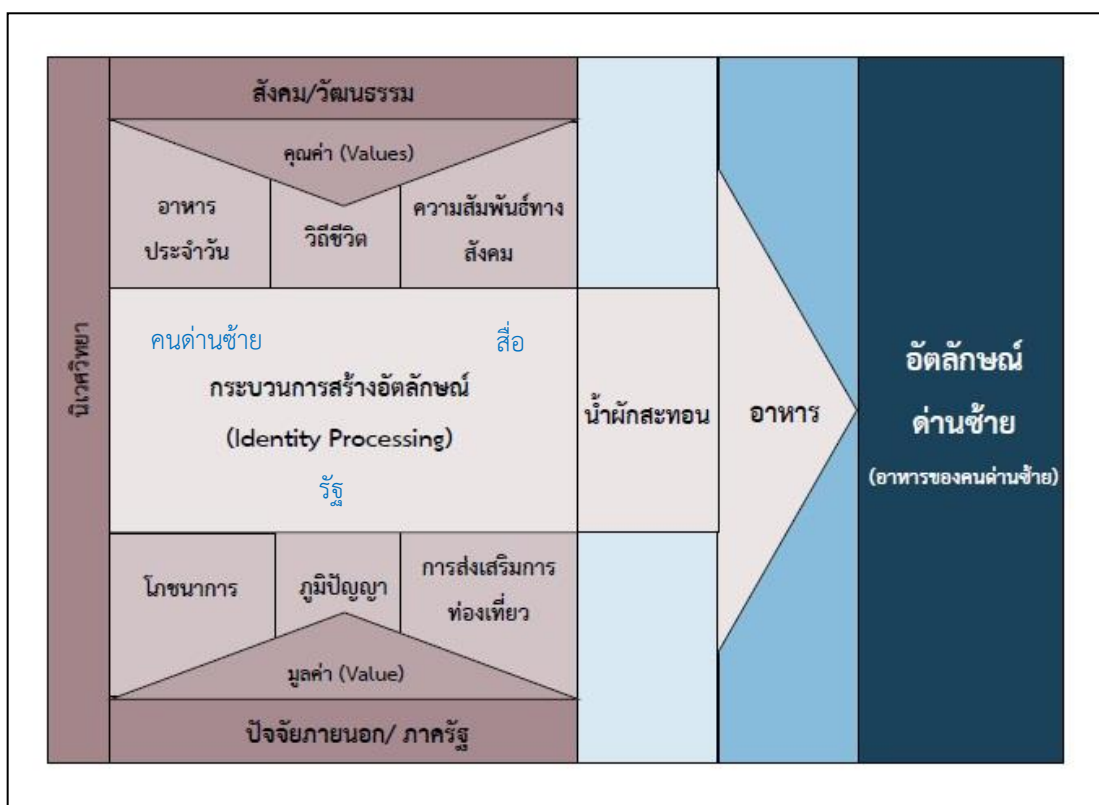 สังคม/วัฒนธรรม
คุณค่า (Values)
อาหาร
ประจำวัน
วิถีชีวิต
ความสัมพันธ์ทาง
สังคม
นิเวศวิทยา
คนด่านซ้าย
สื่อ
กระบวนการสร้างอัตลักษณ์
(Identity Processing)
รัฐ
น้ำผักสะทอน
อาหาร
อัตลักษณ์
ด่านซ้าย
(อาหารของคนด่านซ้าย)
โภชนาการ
ภูมิปัญญา
การส่งเสริมการ
ท่องเที่ยว
มูลค่า (Value)
ปัจจัยภายนอก/ ภาครัฐ